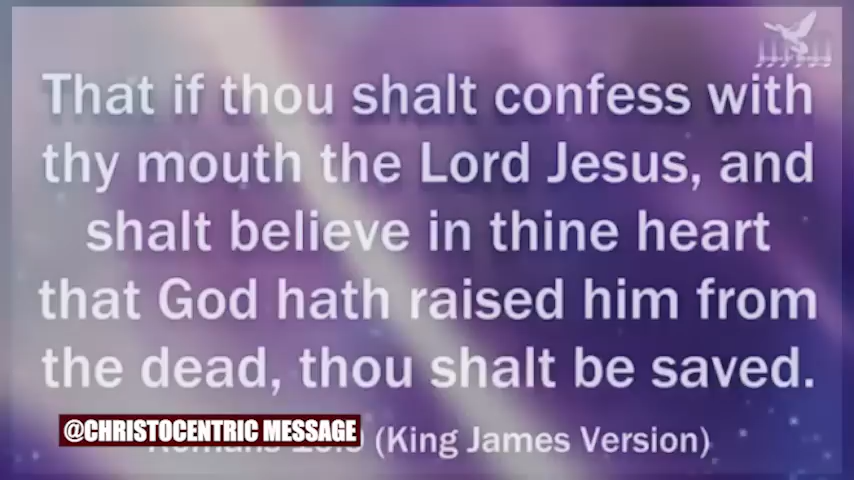 That if thou shalt confess with
thy mouth the Lord Jesus, and
shalt believe in thine heart
that God hath raised him from
the dead, thou shalt be saved.
@CHRISTOCENTRIC MESSAGE
(King James Version)